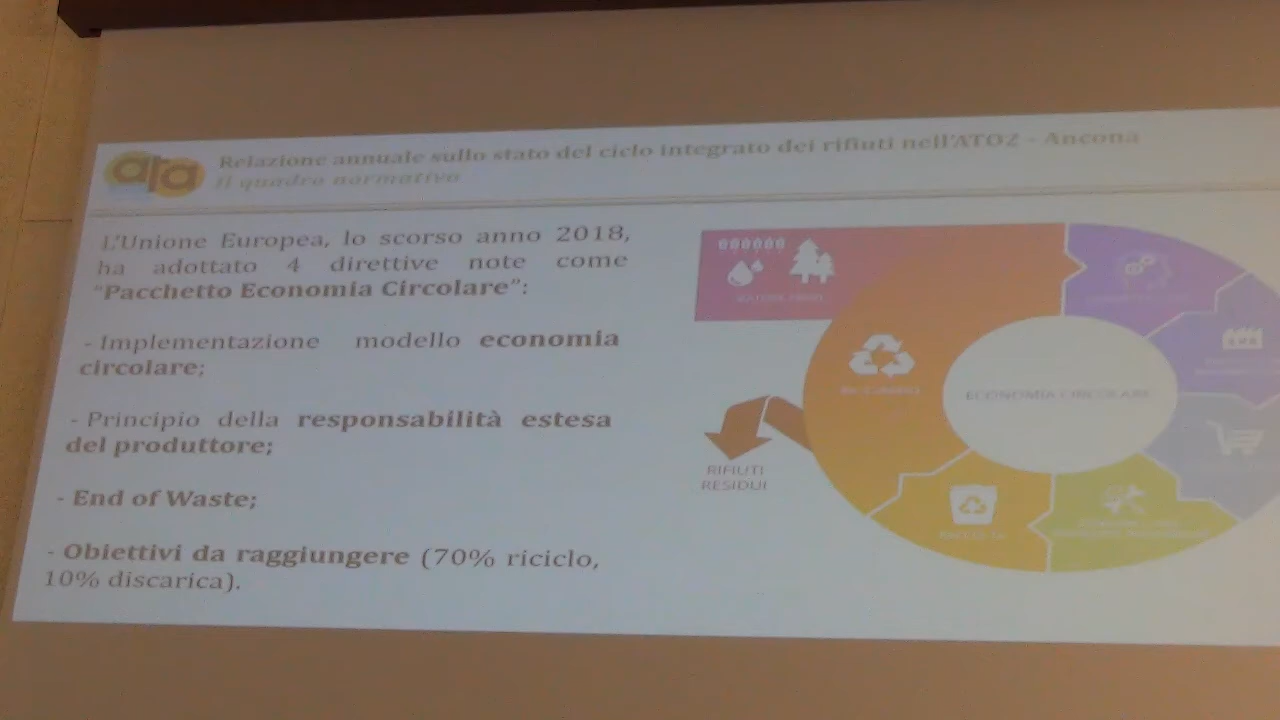 ata
Relazione annuale sullo stato del ciclo integrato dei rifiuti nell'ATO2 - Ancona
Il quadro normativo
L'Unione Europea, lo scorso anno 2018,
ha adottato 4 direttive note come
"Pacchetto Economia Circolare":
- Implementazione modello economia
circolare;
- Principio della responsabilità estesa
del produttore;
- End of Waste;
- Obiettivi da raggiungere (70% riciclo,
10% discarica).
RICICLAGGIO
ECONOMIA CIRCOLARE
RIFIUTI
RESIDUI
RACCOLTA